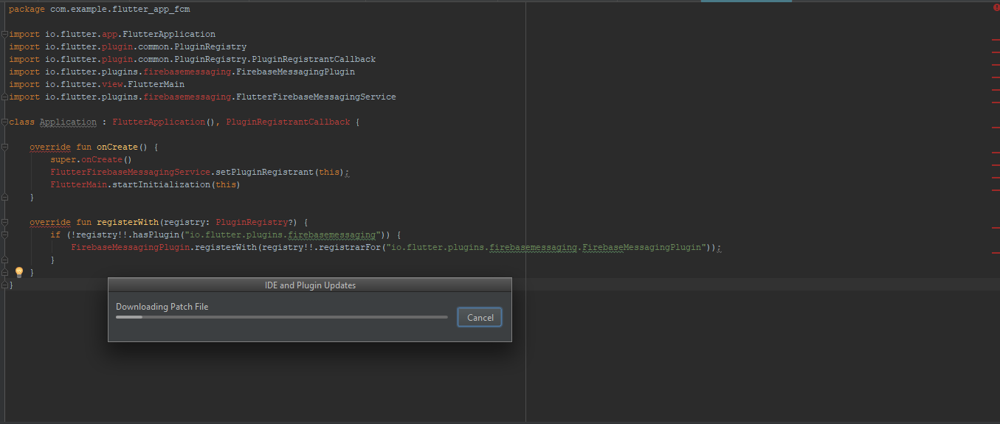 package com.example.flutter_app_fcm
import io.flutter.app.FlutterApplication
import io.flutter.plugin.common.PluginRegistry
import io.flutter.plugin.common.PluginRegistry.PluginRegistrantCallback
import io.flutter.plugins.firebasemessaging.FirebaseMessagingPlugin
import io.flutter.view.FlutterMain
import io.flutter.plugins.firebasemessaging.FlutterFirebaseMessagingService
class Application : FlutterApplication(), PluginRegistrantCallback {
override fun onCreate() {
super.onCreate()
FlutterFirebaseMessagingService.setPluginRegistrant(this);
FlutterMain.startInitialization(this)
}
override fun registerWith(registry: PluginRegistry?) {
if (!registry!!.hasPlugin("io.flutter.plugins.firebasemessaging")) {
FirebaseMessagingPlugin.registerWith(registry!!.registrarFor("io.flutter.plugins.firebasemessaging.FirebaseMessagingPlugin"));
}
}
}
IDE and Plugin Updates
Downloading Patch File
Cancel